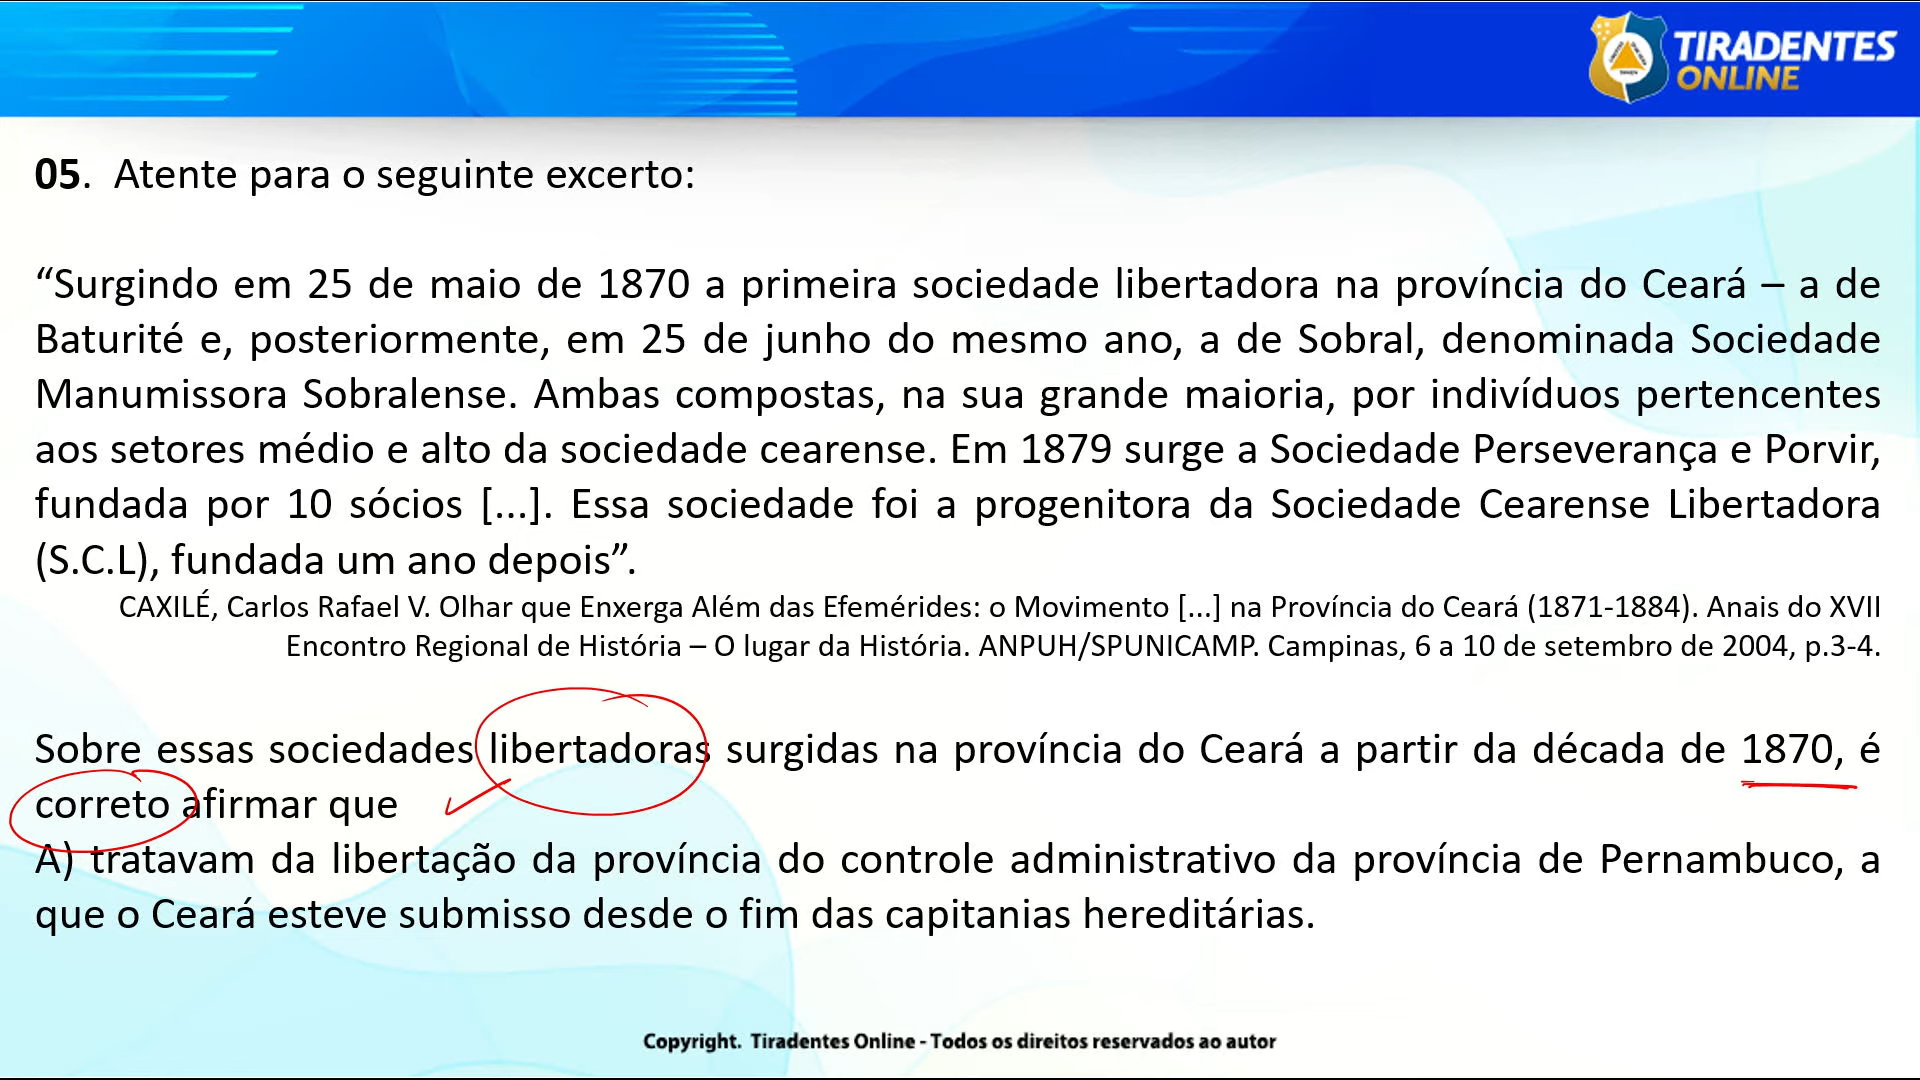 TIRADENTES
ONLINE
05. Atente para o seguinte excerto:
“Surgindo em 25 de maio de 1870 a primeira sociedade libertadora na província do Ceará – a de
Baturité e, posteriormente, em 25 de junho do mesmo ano, a de Sobral, denominada Sociedade
Manumissora Sobralense. Ambas compostas, na sua grande maioria, por indivíduos pertencentes
aos setores médio e alto da sociedade cearense. Em 1879 surge a Sociedade Perseverança e Porvir,
fundada por 10 sócios [...]. Essa sociedade foi a progenitora da Sociedade Cearense Libertadora
(S.C.L), fundada um ano depois”.
CAXILÉ, Carlos Rafael V. Olhar que Enxerga Além das Efemérides: o Movimento [...] na Província do Ceará (1871-1884). Anais do XVII
Encontro Regional de História – O lugar da História. ANPUH/SPUNICAMP. Campinas, 6 a 10 de setembro de 2004, p.3-4.
Sobre essas sociedades libertadoras surgidas na província do Ceará a partir da década de 1870, é
correto afirmar que
A) tratavam da libertação da província do controle administrativo da província de Pernambuco, a
que o Ceará esteve submisso desde o fim das capitanias hereditárias.
Copyright. Tiradentes Online - Todos os direitos reservados ao autor